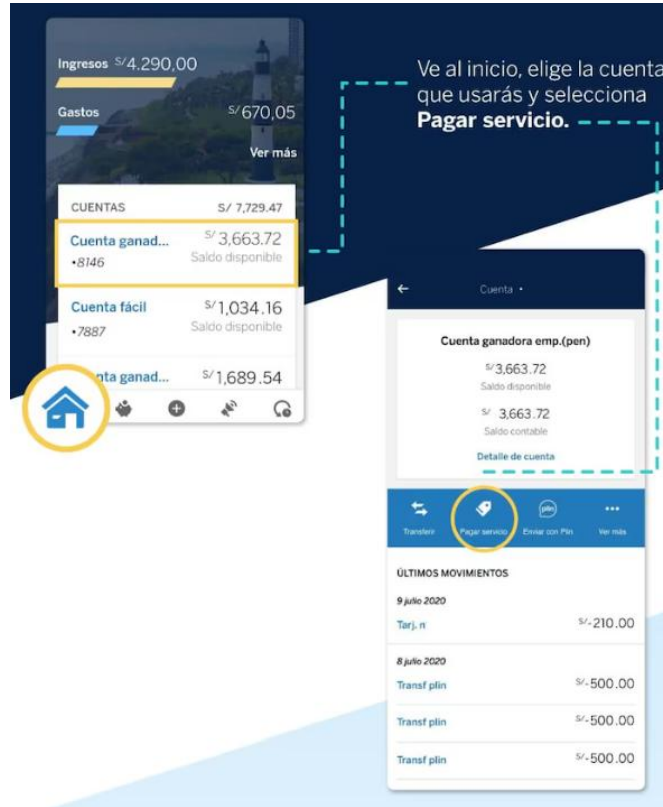 Ingresos S/4.290,00
Gastos S/670,05
Ver más
CUENTAS S/ 7,729.47
Cuenta ganad... S/ 3,663.72
•8146 Saldo disponible
Cuenta fácil S/ 1,034.16
•7887 Saldo disponible
nta ganad... S/ 1,689.54
Ve al inicio, elige la cuenta
que usarás y selecciona
Pagar servicio.
Cuenta •
Cuenta ganadora emp.(pen)
S/ 3,663.72
Saldo disponible
S/ 3,663.72
Saldo contable
Detalle de cuenta
Transferir Pagar servicio Enviar con Plin Ver más
plin
ÚLTIMOS MOVIMIENTOS
9 julio 2020
Tarj. n S/-210.00
8 julio 2020
Transf plin S/-500.00
Transf plin S/-500.00
Transf plin S/-500.00